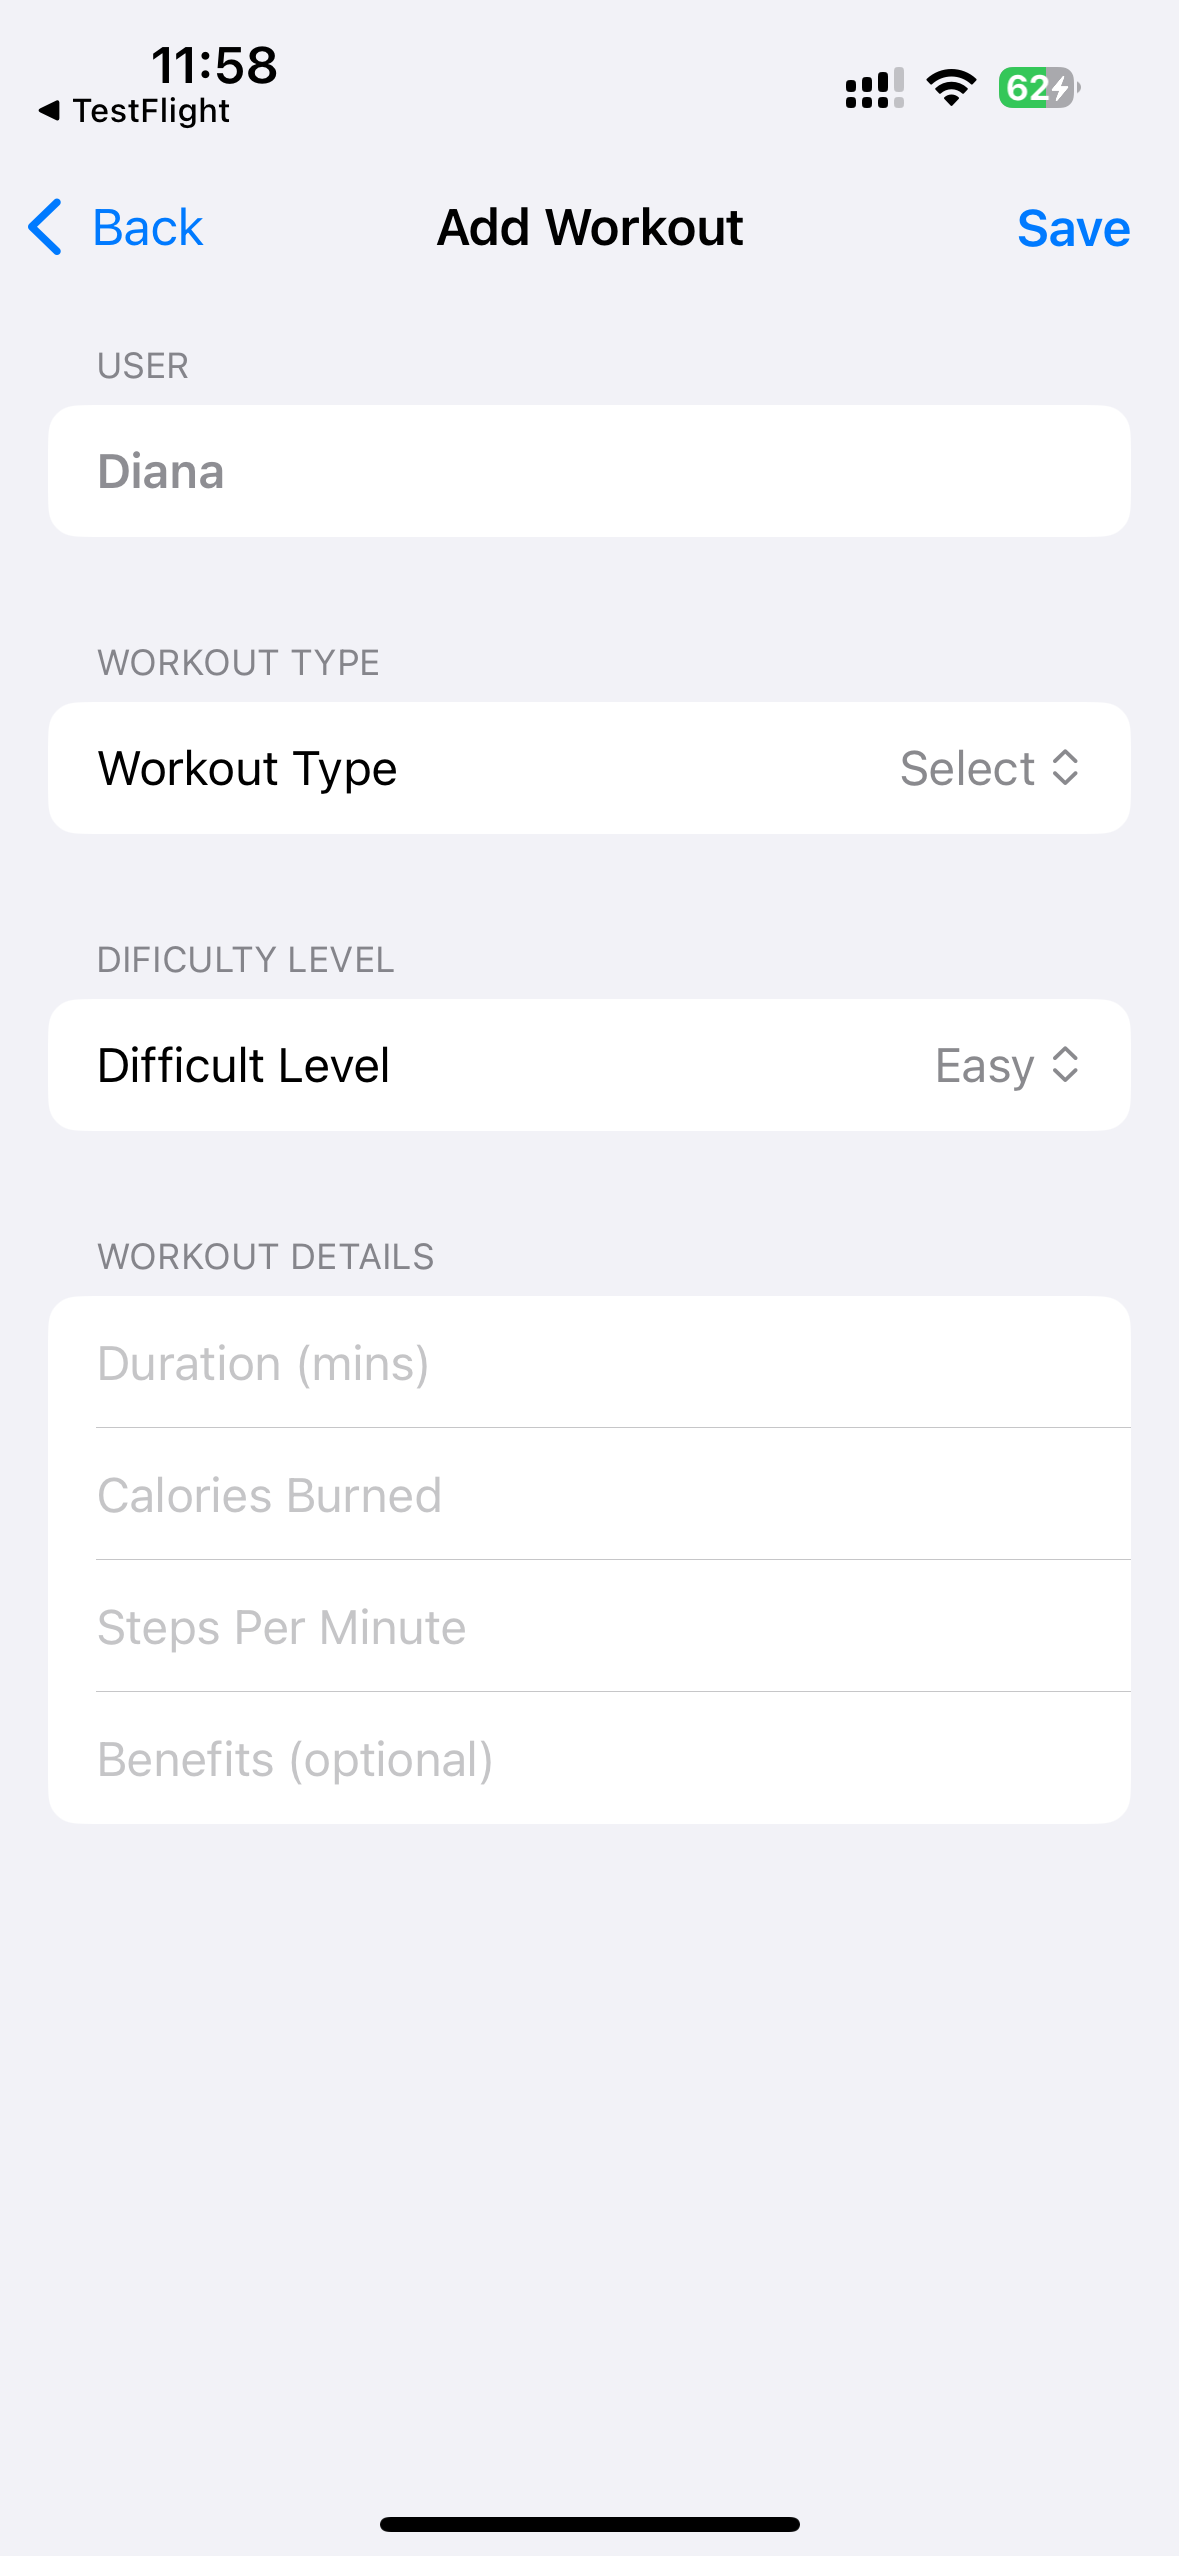 11:58
TestFlight
62
Back
Add Workout
Save
USER
Diana
WORKOUT TYPE
Workout Type
Select
DIFICULTY LEVEL
Difficult Level
Easy
WORKOUT DETAILS
Duration (mins)
Calories Burned
Steps Per Minute
Benefits (optional)